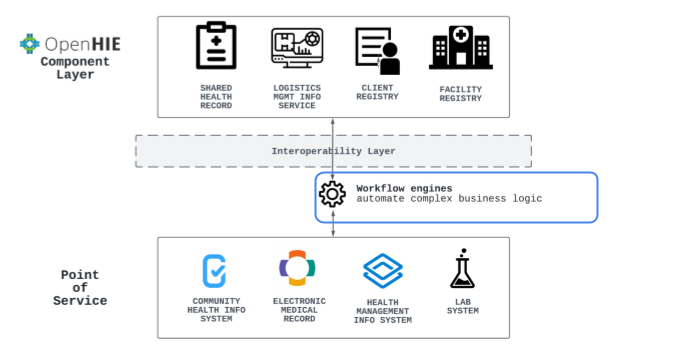 OpenHIE
Component
Layer
SHARED
HEALTH
RECORD
LOGISTICS
MGMT INFO
SERVICE
CLIENT
REGISTRY
FACILITY
REGISTRY
Interoperability Layer
Workflow engines
automate complex business logic
Point
of
Service
COMMUNITY
HEALTH INFO
SYSTEM
ELECTRONIC
MEDICAL
RECORD
HEALTH
MANAGEMENT
INFO SYSTEM
LAB
SYSTEM